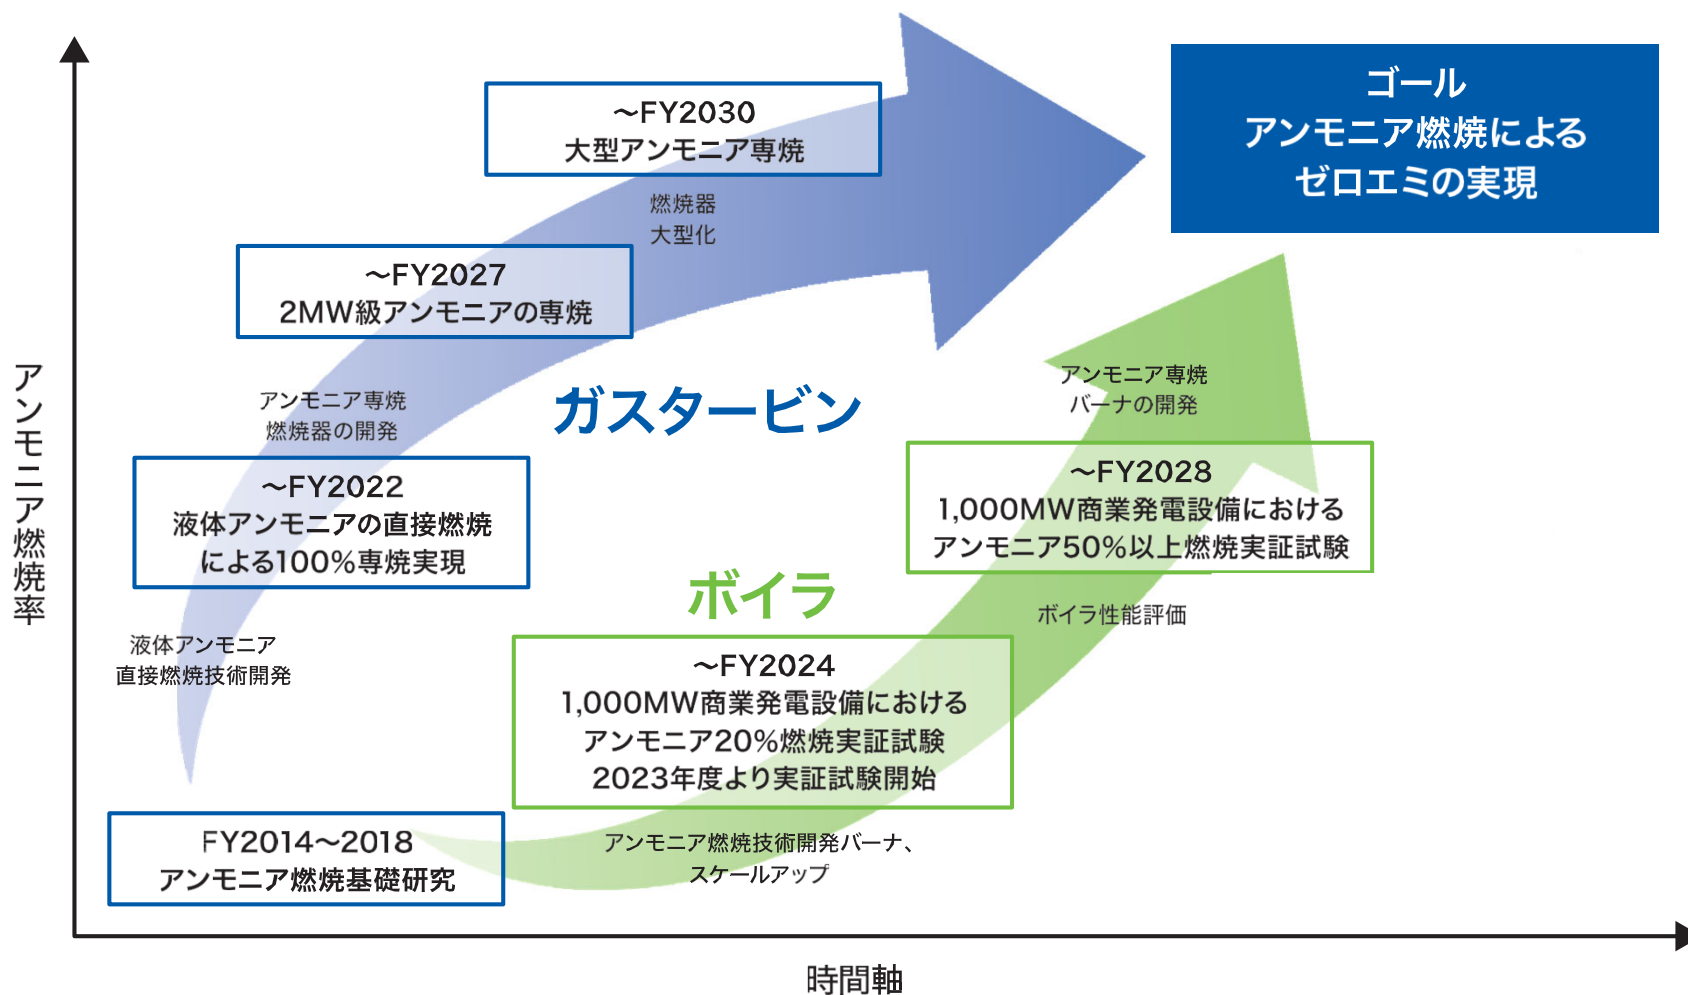 ゴール
アンモニア燃焼による
ゼロエミの実現
～FY2030
大型アンモニア専焼
燃焼器
大型化
～FY2027
2MW級アンモニアの専焼
アンモニア専焼
燃焼器の開発
ガスタービン
～FY2022
液体アンモニアの直接燃焼
による100%専焼実現
液体アンモニア
直接燃焼技術開発
アンモニア専焼
バーナの開発
～FY2028
1,000MW商業発電設備における
アンモニア50%以上燃焼実証試験
ボイラ性能評価
ボイラ
～FY2024
1,000MW商業発電設備における
アンモニア20%燃焼実証試験
2023年度より実証試験開始
アンモニア燃焼技術開発バーナ、
スケールアップ
FY2014～2018
アンモニア燃焼基礎研究
アンモニア燃焼率
時間軸